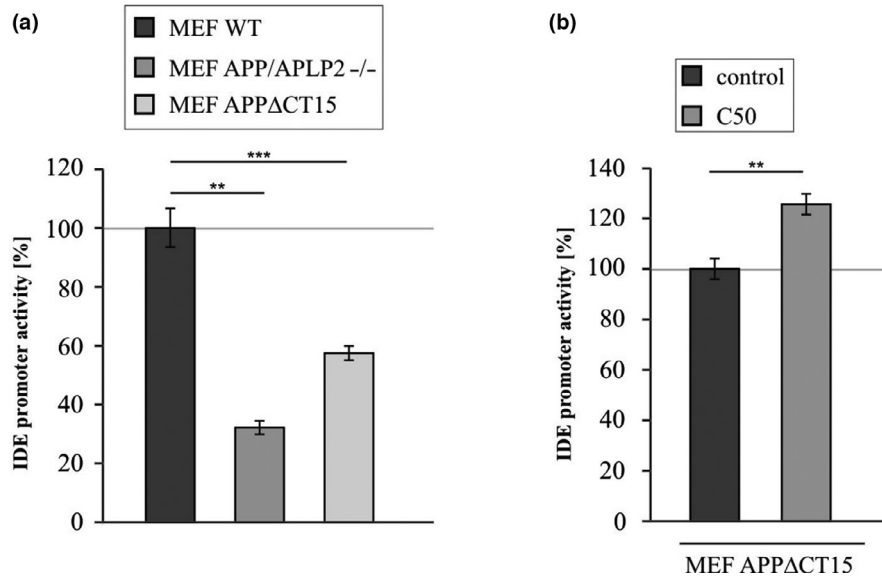 (a)
MEF WT
MEF APP/APLP2 -/-
MEF APPΔCT15
IDE promoter activity [%]
120
100
80
60
40
20
0
***
**
(b)
control
C50
IDE promoter activity [%]
140
120
100
80
60
40
20
0
**
MEF APPΔCT15